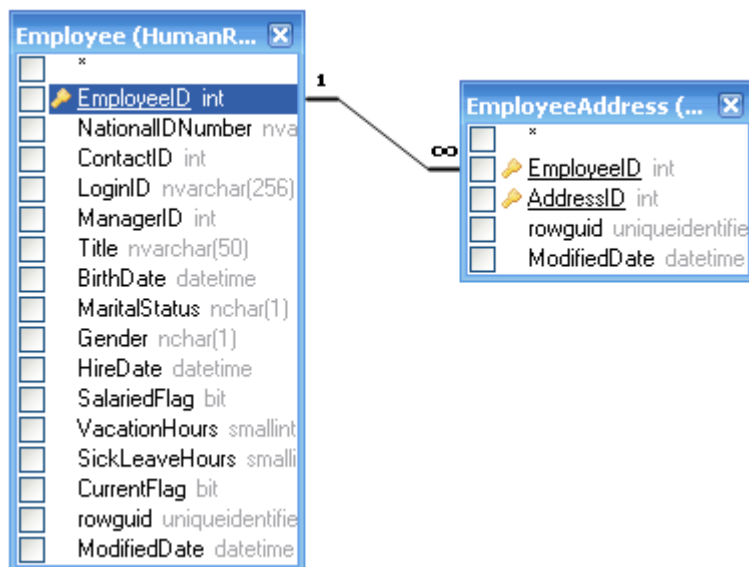 Employee (HumanR...
*
EmployeeID int
NationalIDNumber nva
ContactID int
LoginID nvarchar(256)
ManagerID int
Title nvarchar(50)
BirthDate datetime
MaritalStatus nchar(1)
Gender nchar(1)
HireDate datetime
SalariedFlag bit
VacationHours smallint
SickLeaveHours smalli
CurrentFlag bit
rowguid uniqueidentifie
ModifiedDate datetime
1
∞
EmployeeAddress (...
*
EmployeeID int
AddressID int
rowguid uniqueidentifie
ModifiedDate datetime